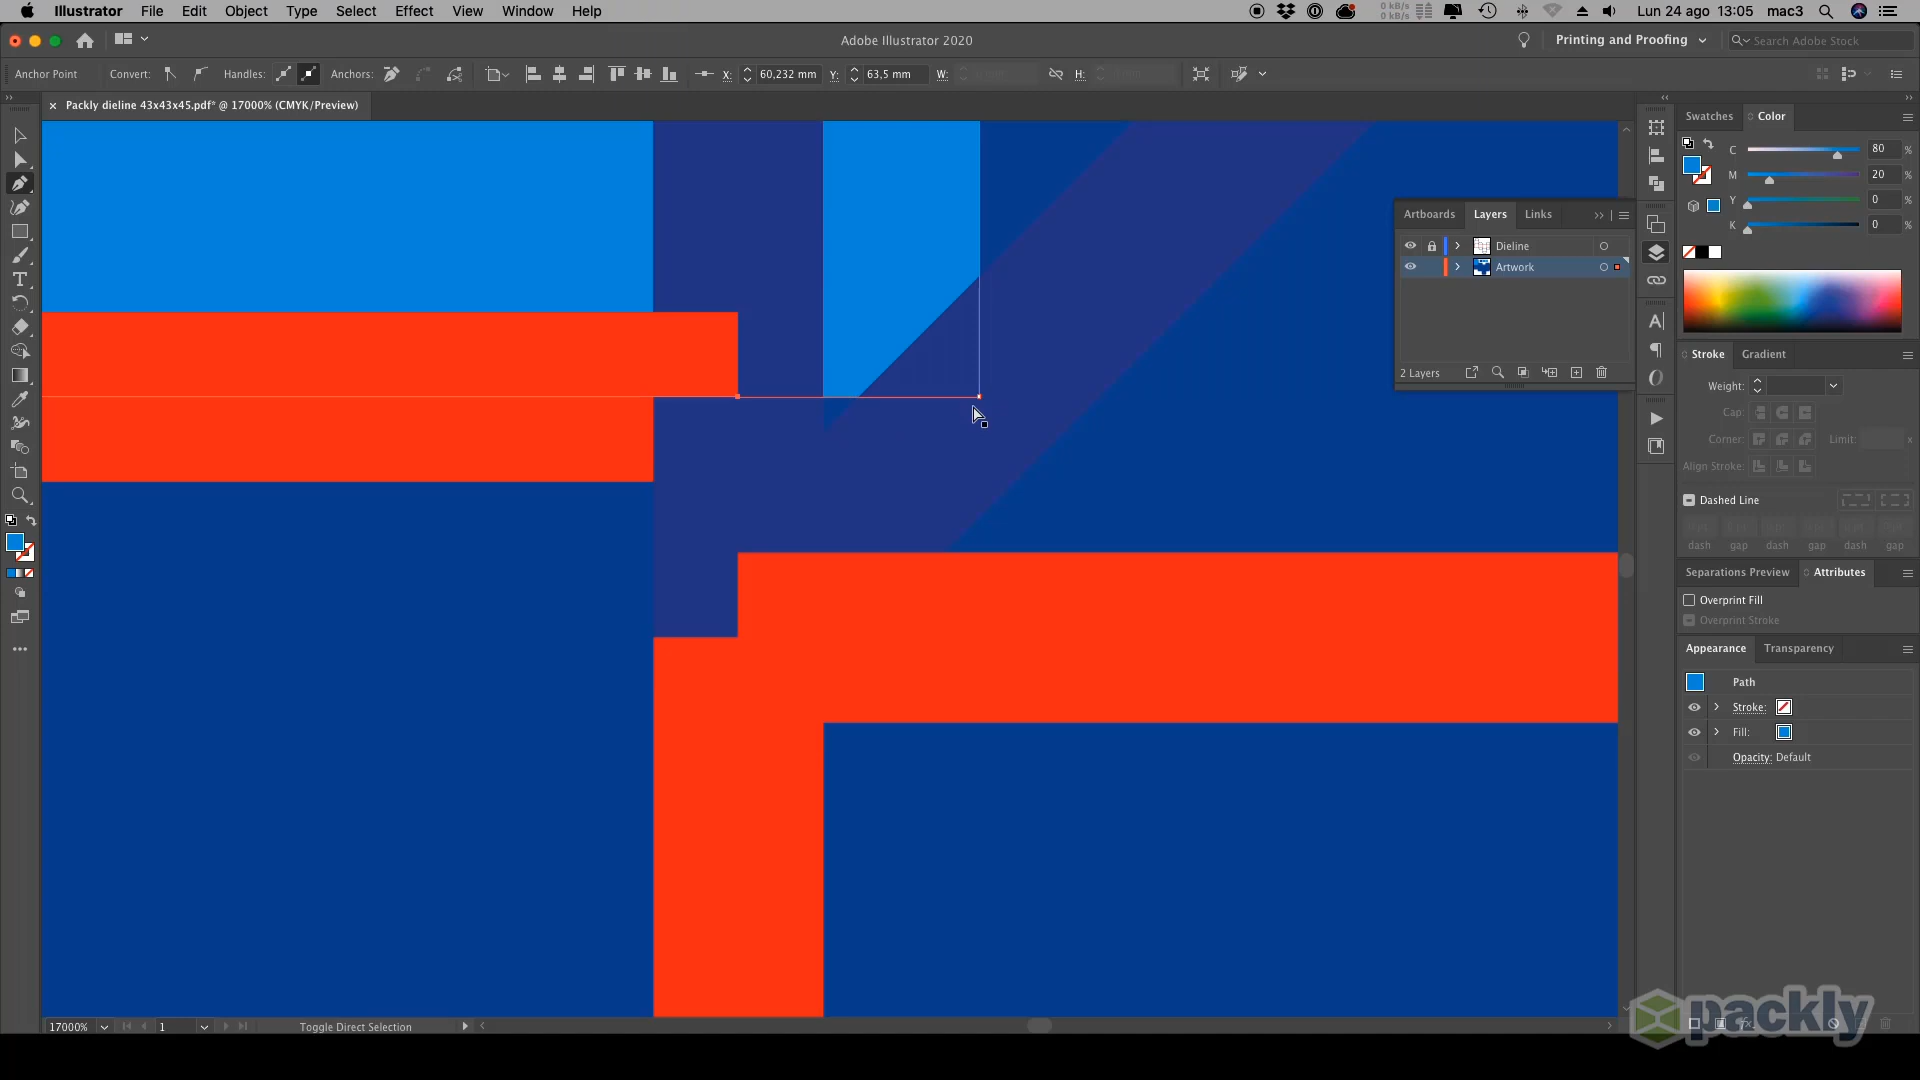 Illustrator File Edit Object Type Select Effect View Window Help
0 kB/s
0 kB/s
Lun 24 ago 13:05 mac3
Adobe Illustrator 2020
Printing and Proofing
Search Adobe Stock
Anchor Point Convert: Handles: Anchors: X: 60,232 mm Y: 63,5 mm W: H:
Packly dieline 43x43x45.pdf* @ 17000% (CMYK/Preview)
Swatches Color
C 80 %
M 20 %
Y 0 %
K 0 %
Artboards Layers Links
Dieline
Artwork
2 Layers
Stroke Gradient
Weight:
Cap:
Corner: Limit: x
Align Stroke:
Dashed Line
dash gap dash gap dash gap
Separations Preview Attributes
Overprint Fill
Overprint Stroke
Appearance Transparency
Path
Stroke:
Fill:
Opacity: Default
17000% 1 Toggle Direct Selection
packly